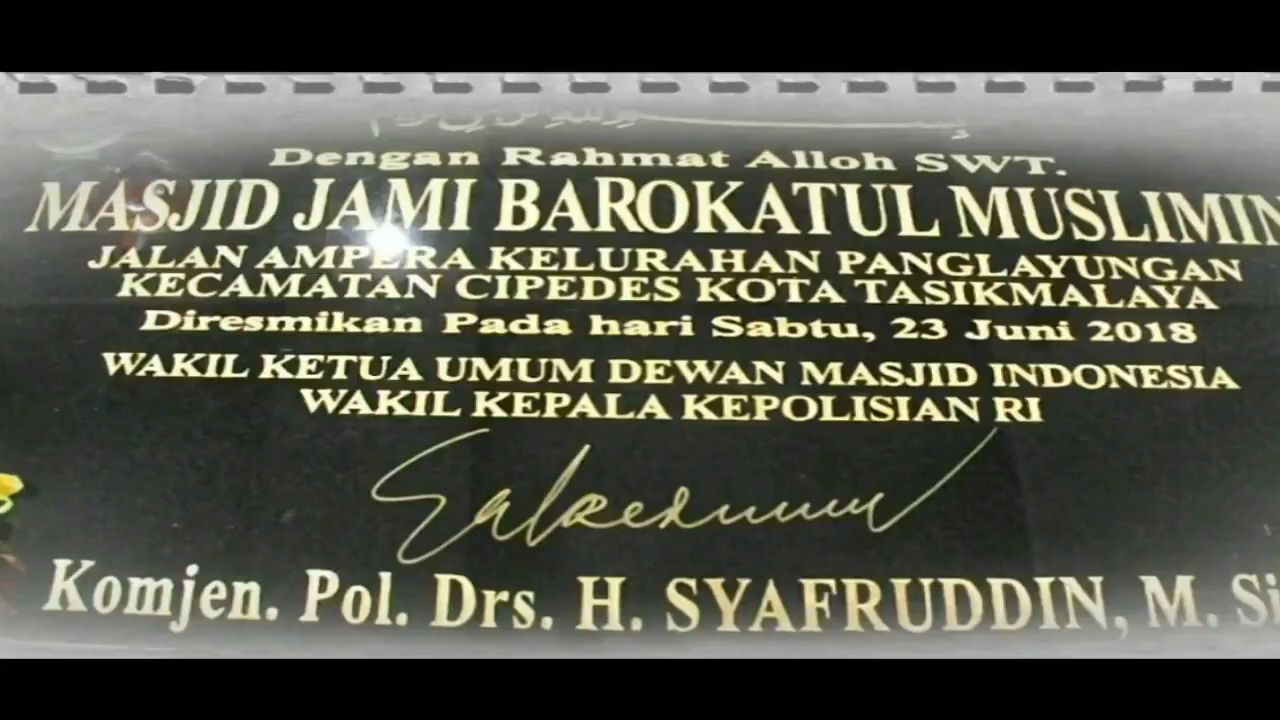 Dengan Rahmat Alloh SWT.
MASJID JAMI BAROKATUL MUSLIMIN
JALAN AMPERA KELURAHAN PANGLAYUNGAN
KECAMATAN CIPEDES KOTA TASIKMALAYA
Diresmikan Pada hari Sabtu, 23 Juni 2018
WAKIL KETUA UMUM DEWAN MASJID INDONESIA
WAKIL KEPALA KEPOLISIAN RI
Komjen. Pol. Drs. H. SYAFRUDDIN, M. Si